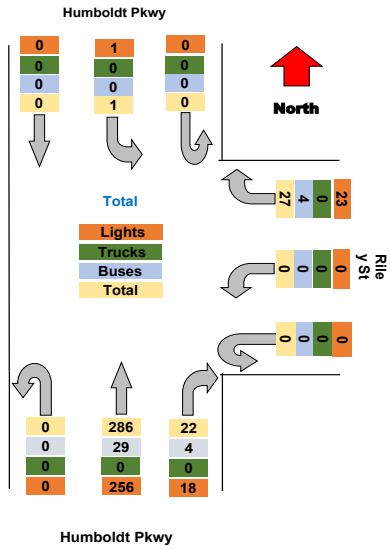 Humboldt Pkwy
0 1 0
0 0 0
0 0 0
0 1 0
North
27 4 0 23
Total
Lights
Trucks
Buses
Total
0 0 0 0
Rile
y St
0 0 0 0
0 286 22
0 29 4
0 0 0
0 256 18
Humboldt Pkwy